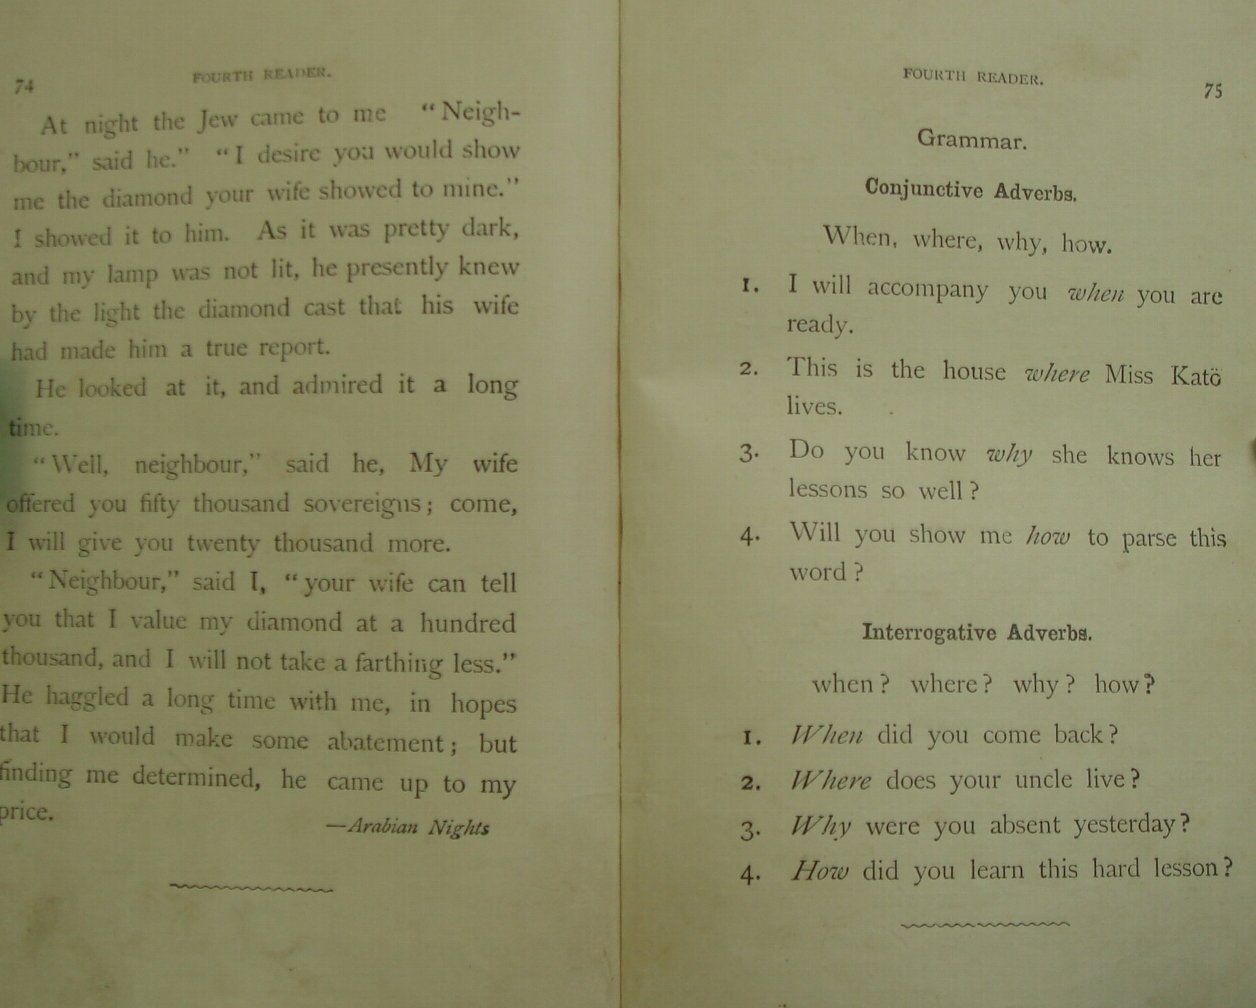 74
FOURTH READER.
At night the Jew came to me “Neigh-
bour,” said he.” “I desire you would show
me the diamond your wife showed to mine.”
I showed it to him. As it was pretty dark,
and my lamp was not lit, he presently knew
by the light the diamond cast that his wife
had made him a true report.
He looked at it, and admired it a long
time.
“Well, neighbour,” said he, My wife
offered you fifty thousand sovereigns; come,
I will give you twenty thousand more.
“Neighbour,” said I, “your wife can tell
you that I value my diamond at a hundred
thousand, and I will not take a farthing less.”
He haggled a long time with me, in hopes
that I would make some abatement; but
finding me determined, he came up to my
price.
—Arabian Nights
FOURTH READER.
75
Grammar.
Conjunctive Adverbs.
When, where, why, how.
1. I will accompany you when you are
ready.
2. This is the house where Miss Katō
lives.
3. Do you know why she knows her
lessons so well?
4. Will you show me how to parse this
word?
Interrogative Adverbs.
when? where? why? how?
1. When did you come back?
2. Where does your uncle live?
3. Why were you absent yesterday?
4. How did you learn this hard lesson?